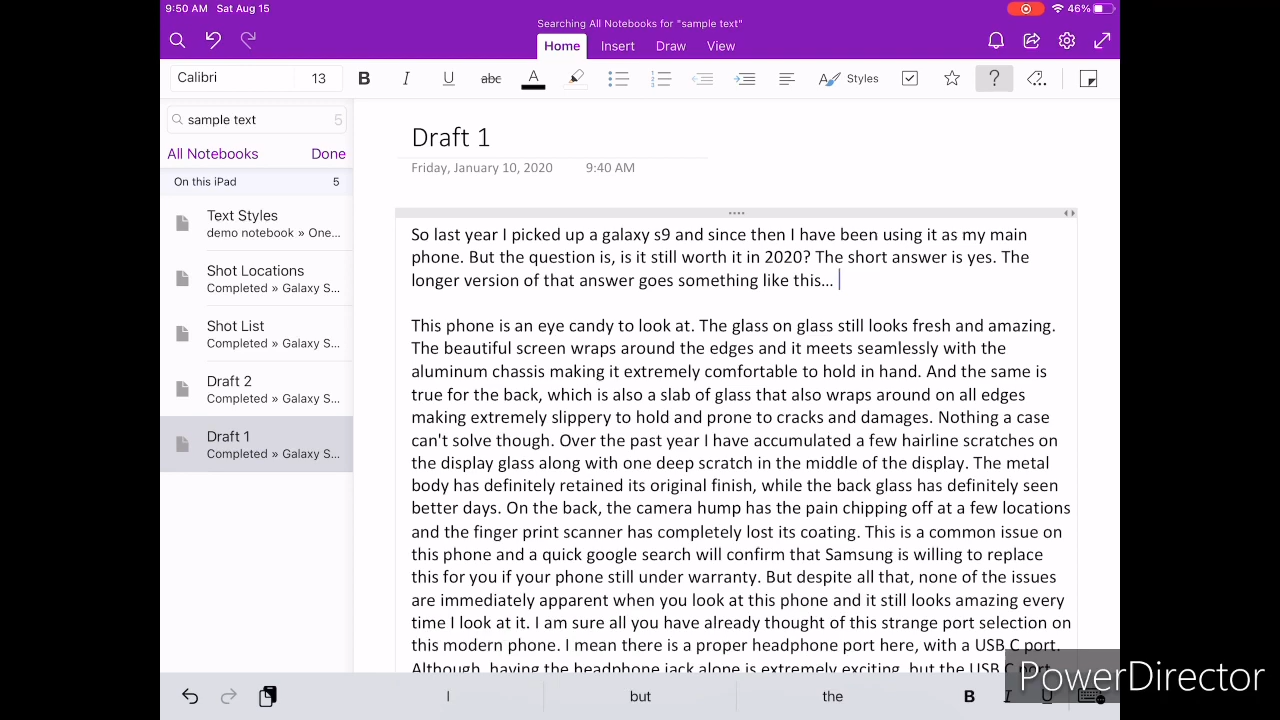 9:50 AM Sat Aug 15
46%
Searching All Notebooks for "sample text"
Home Insert Draw View
Calibri 13 B I U abc A Styles ?
sample text 5
All Notebooks Done
On this iPad 5
Text Styles
demo notebook » One...
Shot Locations
Completed » Galaxy S...
Shot List
Completed » Galaxy S...
Draft 2
Completed » Galaxy S...
Draft 1
Completed » Galaxy S...
Draft 1
Friday, January 10, 2020 9:40 AM
So last year I picked up a galaxy s9 and since then I have been using it as my main
phone. But the question is, is it still worth it in 2020? The short answer is yes. The
longer version of that answer goes something like this...
This phone is an eye candy to look at. The glass on glass still looks fresh and amazing.
The beautiful screen wraps around the edges and it meets seamlessly with the
aluminum chassis making it extremely comfortable to hold in hand. And the same is
true for the back, which is also a slab of glass that also wraps around on all edges
making extremely slippery to hold and prone to cracks and damages. Nothing a case
can't solve though. Over the past year I have accumulated a few hairline scratches on
the display glass along with one deep scratch in the middle of the display. The metal
body has definitely retained its original finish, while the back glass has definitely seen
better days. On the back, the camera hump has the pain chipping off at a few locations
and the finger print scanner has completely lost its coating. This is a common issue on
this phone and a quick google search will confirm that Samsung is willing to replace
this for you if your phone still under warranty. But despite all that, none of the issues
are immediately apparent when you look at this phone and it still looks amazing every
time I look at it. I am sure all you have already thought of this strange port selection on
this modern phone. I mean there is a proper headphone port here, with a USB C port.
Although, having the headphone jack alone is extremely exciting, but the USB C port
I but the B I U
PowerDirector